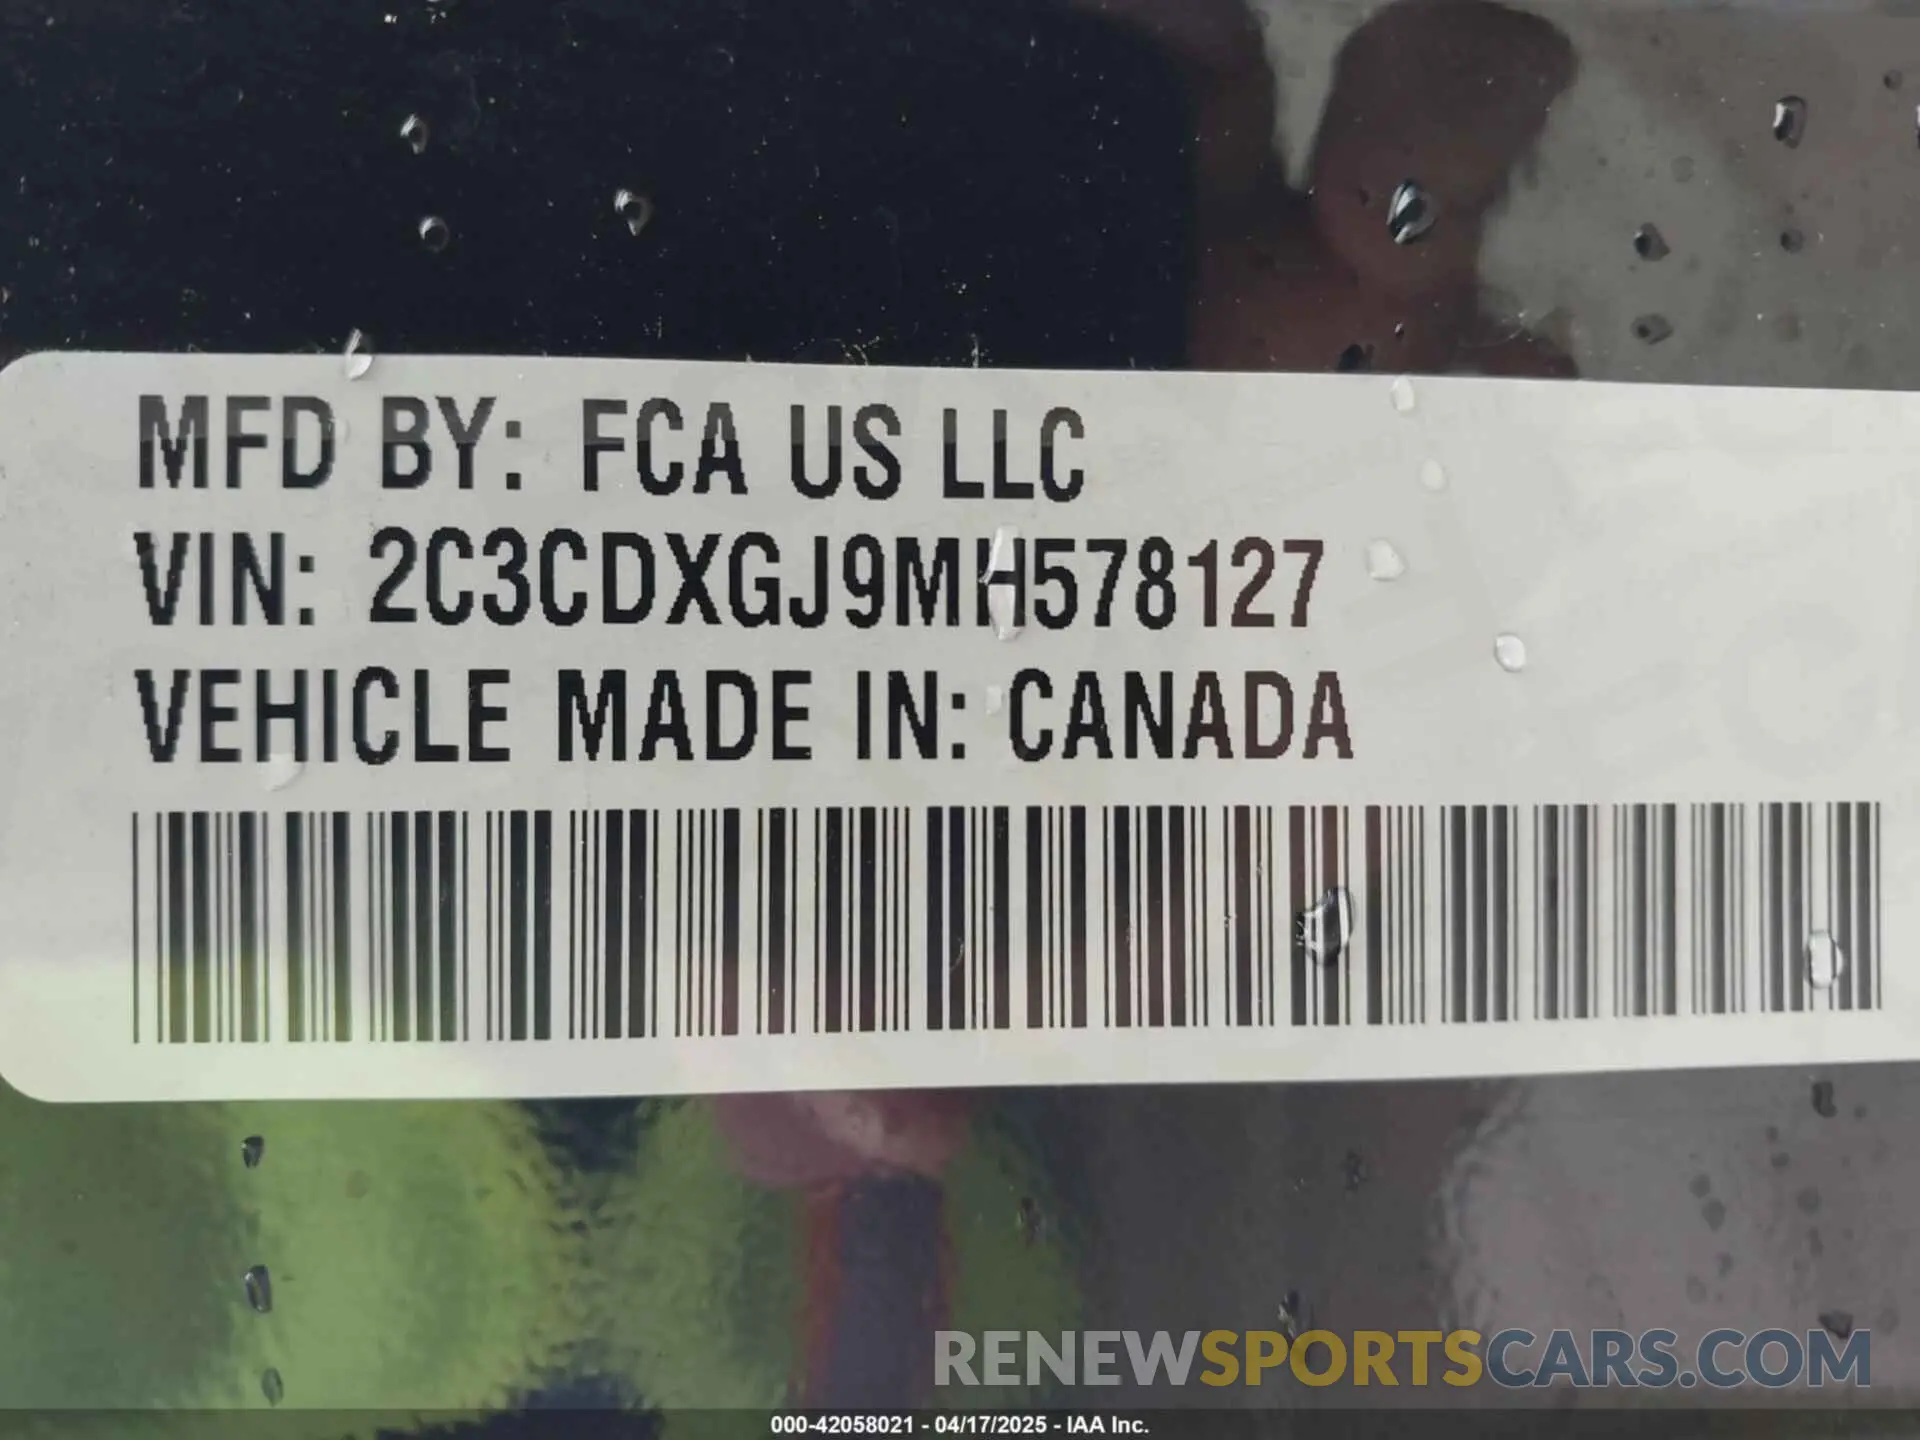 MFD BY: FCA US LLC
VIN: 2C3CDXGJ9MH578127
VEHICLE MADE IN: CANADA
RENEWSPORTSCARS.COM
000-42058021 - 04/17/2025 - IAA Inc.